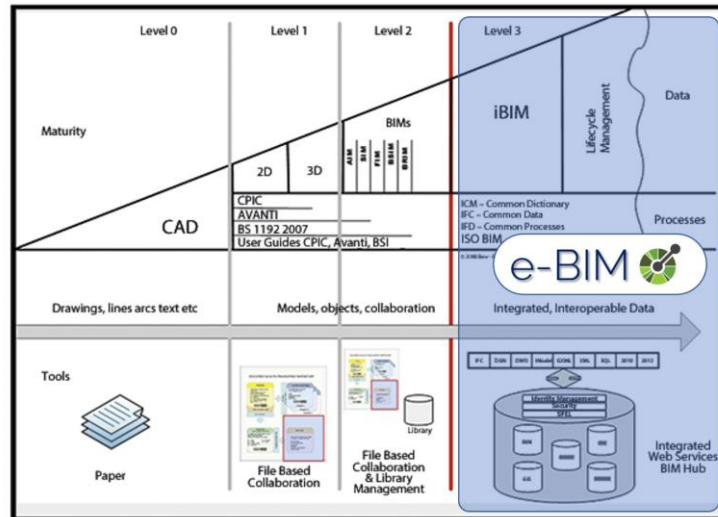 Level 0
Level 1
Level 2
Level 3
Maturity
CAD
2D
3D
BIMs
AIM
SIM
FIM
BSIM
BRIM
iBIM
Lifecycle
Management
Data
Processes
CPIC
AVANTI
BS 1192 2007
User Guides CPIC, Avanti, BSI
ICM – Common Dictionary
IFC – Common Data
IFD – Common Processes
ISO BIM
e-BIM
Drawings, lines arcs text etc
Models, objects, collaboration
Integrated, Interoperable Data
Tools
Paper
File Based
Collaboration
Library
File Based
Collaboration
& Library
Management
IFC
DGN
DWG
XML
SQL
2010
2012
Identity Management
Security
Integrated
Web Services
BIM Hub